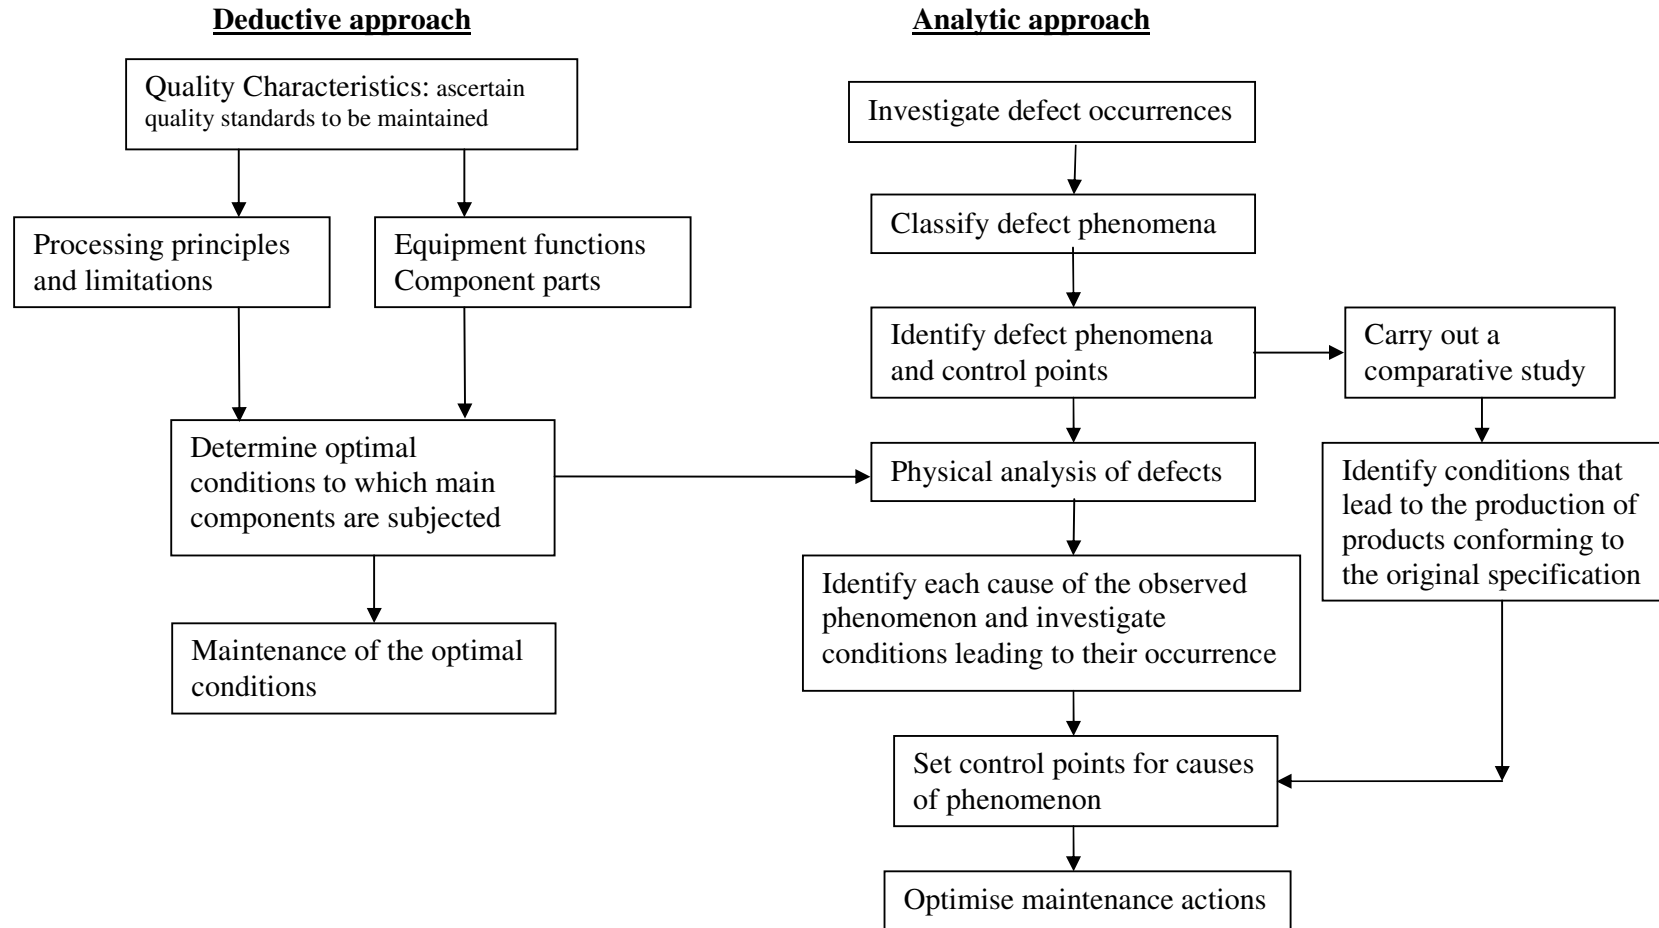 Deductive approach
Quality Characteristics: ascertain
quality standards to be maintained
Processing principles
and limitations
Equipment functions
Component parts
Determine optimal
conditions to which main
components are subjected
Maintenance of the optimal
conditions
Analytic approach
Investigate defect occurrences
Classify defect phenomena
Identify defect phenomena
and control points
Carry out a
comparative study
Physical analysis of defects
Identify conditions that
lead to the production of
products conforming to
the original specification
Identify each cause of the observed
phenomenon and investigate
conditions leading to their occurrence
Set control points for causes
of phenomenon
Optimise maintenance actions